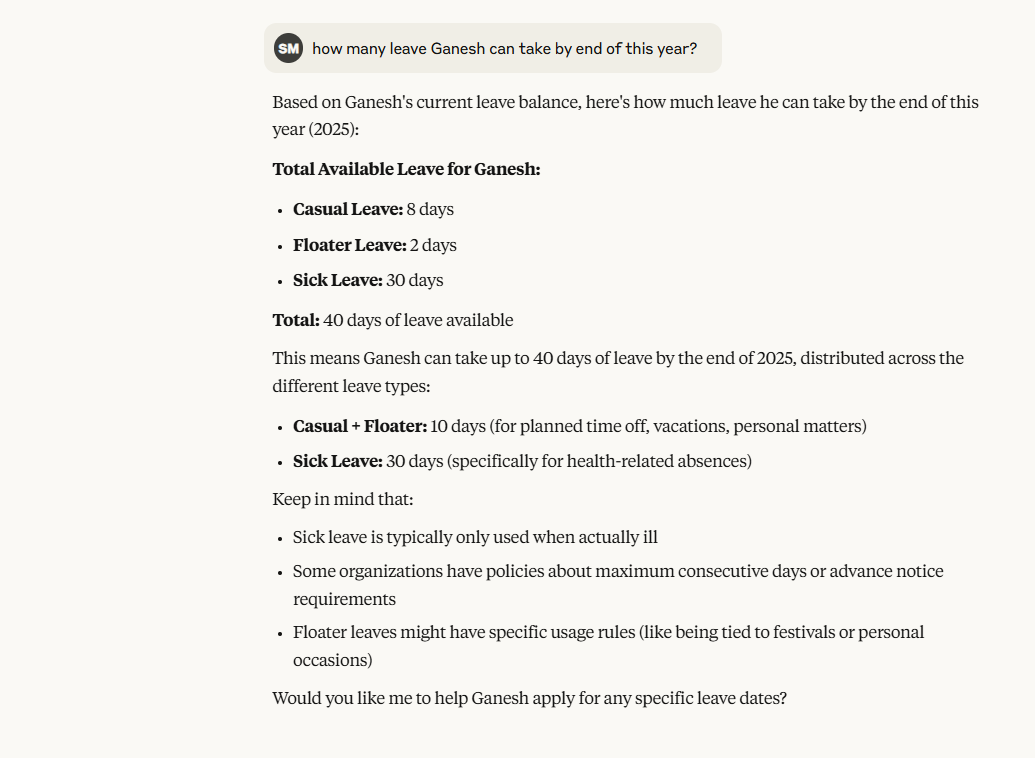 SM how many leave Ganesh can take by end of this year?
Based on Ganesh's current leave balance, here's how much leave he can take by the end of this
year (2025):
Total Available Leave for Ganesh:
• Casual Leave: 8 days
• Floater Leave: 2 days
• Sick Leave: 30 days
Total: 40 days of leave available
This means Ganesh can take up to 40 days of leave by the end of 2025, distributed across the
different leave types:
• Casual + Floater: 10 days (for planned time off, vacations, personal matters)
• Sick Leave: 30 days (specifically for health-related absences)
Keep in mind that:
• Sick leave is typically only used when actually ill
• Some organizations have policies about maximum consecutive days or advance notice
requirements
• Floater leaves might have specific usage rules (like being tied to festivals or personal
occasions)
Would you like me to help Ganesh apply for any specific leave dates?